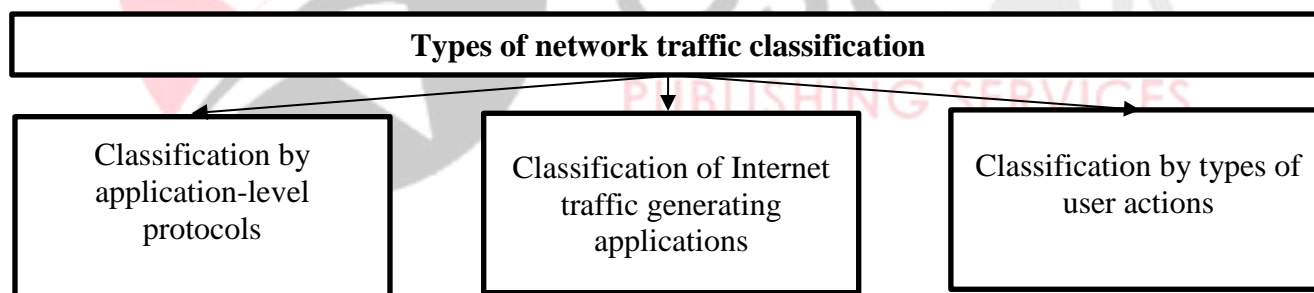 Types of network traffic classification
PUBLISHING SERVICES
Classification by
application-level
protocols
Classification of Internet
traffic generating
applications
Classification by types of
user actions